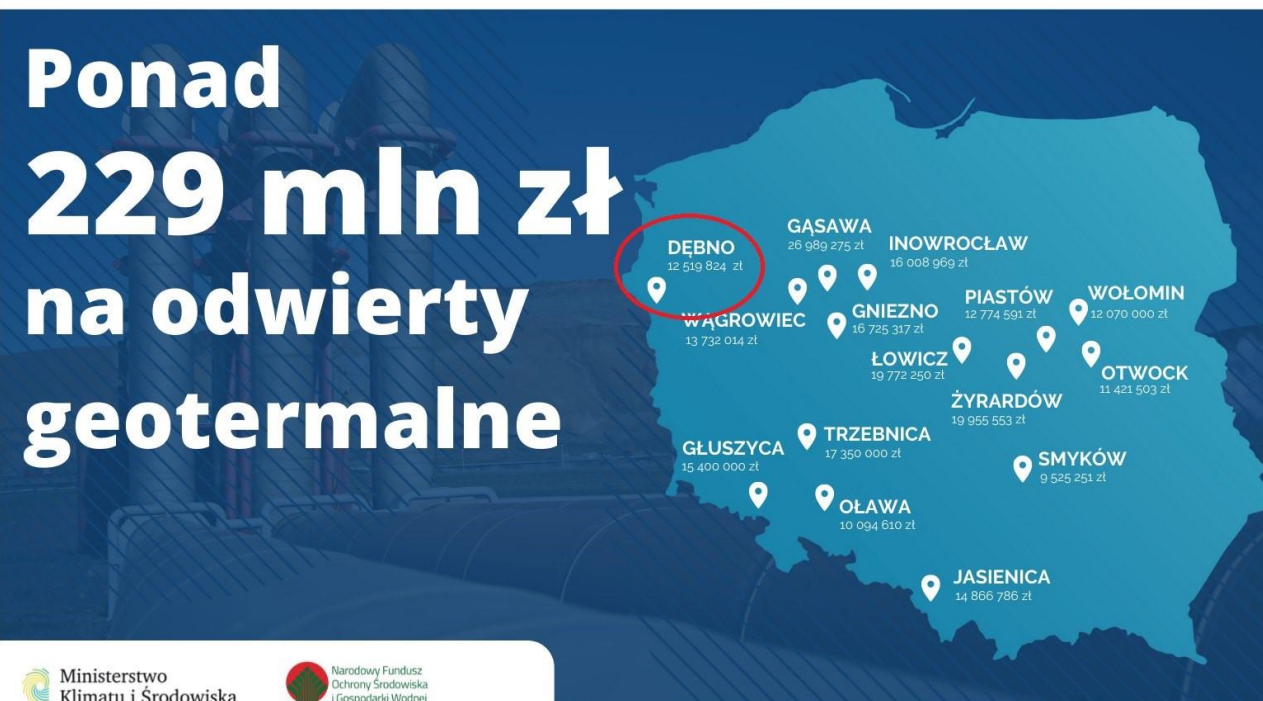 Ponad
229 mln zł
na odwierty
geotermalne
DĘBNO
12 519 824 zł
GĄSAWA
26 989 275 zł
INOWROCŁAW
16 008 969 zł
WĄGROWIEC
13 732 014 zł
GNIEZNO
16 725 317 zł
PIASTÓW
12 774 591 zł
WOŁOMIN
12 070 000 zł
ŁOWICZ
19 772 250 zł
OTWOCK
11 421 503 zł
ŻYRARDÓW
19 955 553 zł
GŁUSZYCA
15 400 000 zł
TRZEBNICA
17 350 000 zł
SMYKÓW
9 525 251 zł
OŁAWA
10 094 610 zł
JASIENICA
14 866 786 zł
Ministerstwo
Klimatu i Środowiska
Narodowy Fundusz
Ochrony Środowiska
i Gospodarki Wodnej